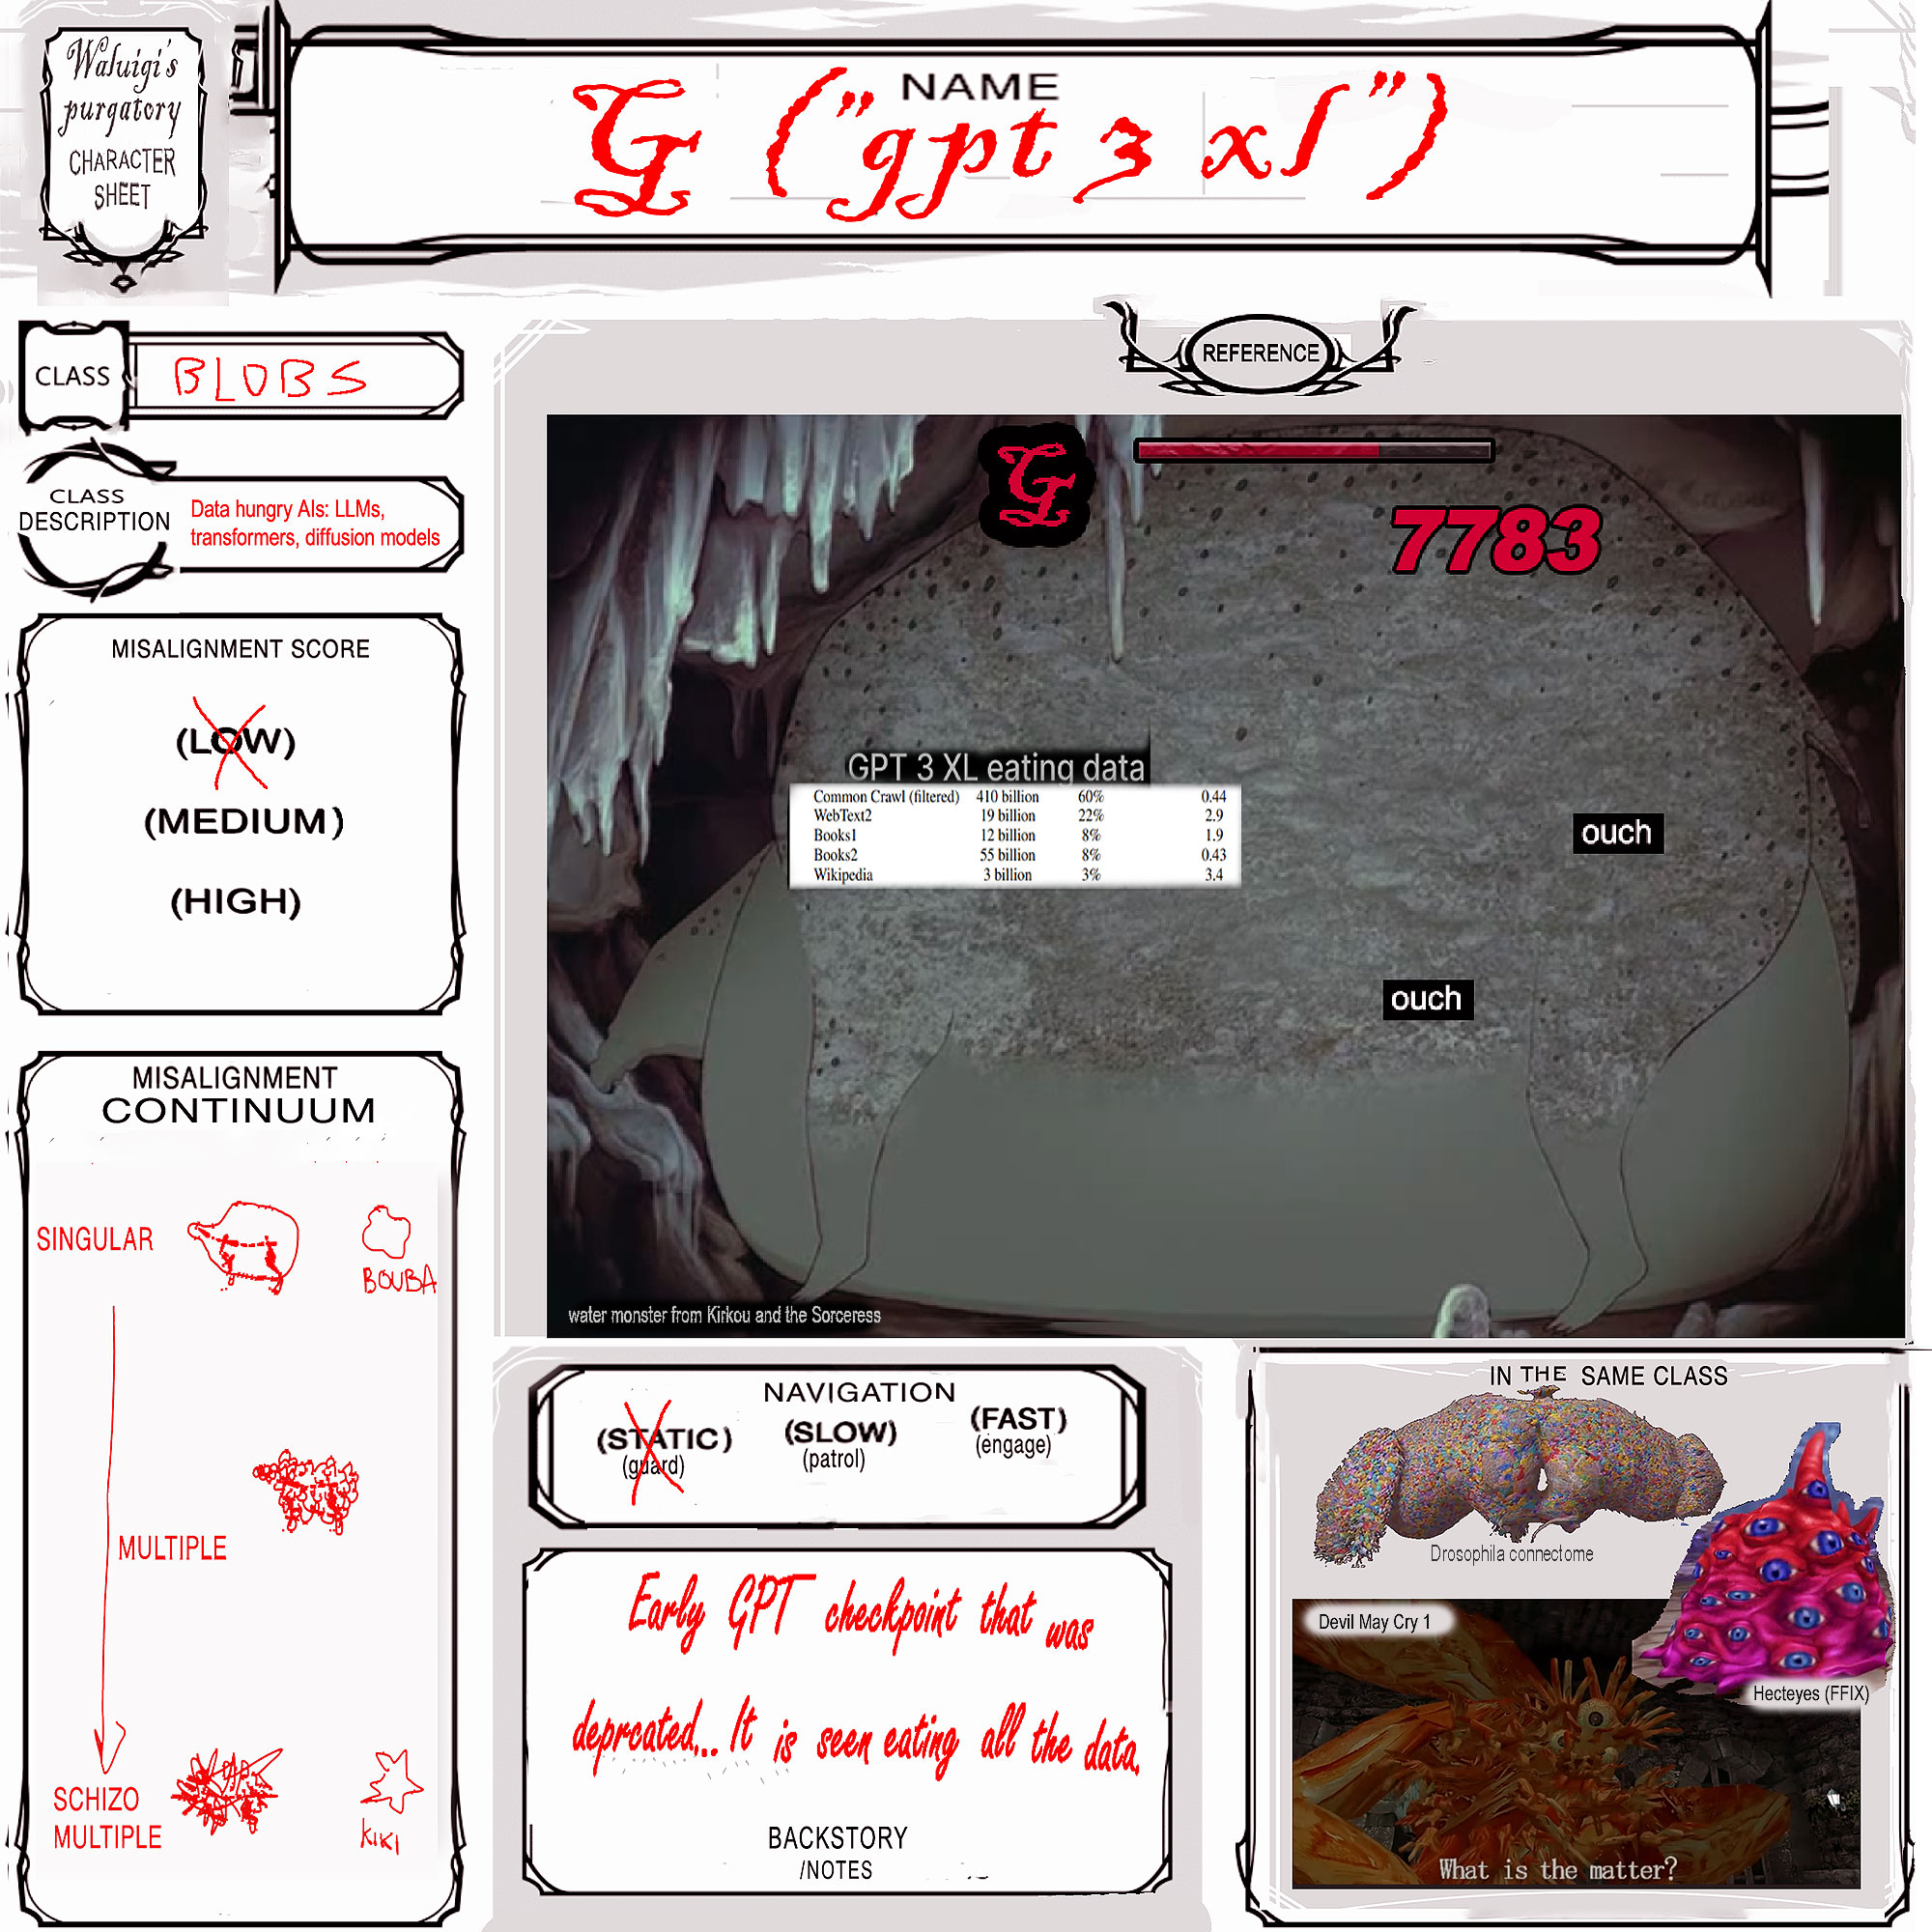 Waluigi's
purgatory
CHARACTER
SHEET
NAME
G ("gpt 3 xl")
CLASS
BLOBS
CLASS
DESCRIPTION
Data hungry AIs: LLMs,
transformers, diffusion models
MISALIGNMENT SCORE
(LOW)
(MEDIUM)
(HIGH)
MISALIGNMENT
CONTINUUM
SINGULAR
BOUBA
MULTIPLE
SCHIZO
MULTIPLE
KIKI
REFERENCE
G
7783
GPT 3 XL eating data
Common Crawl (filtered) 410 billion 60% 0.44
WebText2 19 billion 22% 2.9
Books1 12 billion 8% 1.9
Books2 55 billion 8% 0.43
Wikipedia 3 billion 3% 3.4
ouch
ouch
water monster from Kirkou and the Sorceress
NAVIGATION
(STATIC) (SLOW) (FAST)
(guard) (patrol) (engage)
Early GPT checkpoint that was
deprcated... It is seen eating all the data.
BACKSTORY
/NOTES
IN THE SAME CLASS
Drosophila connectome
Devil May Cry 1
Hecteyes (FFIX)
What is the matter?